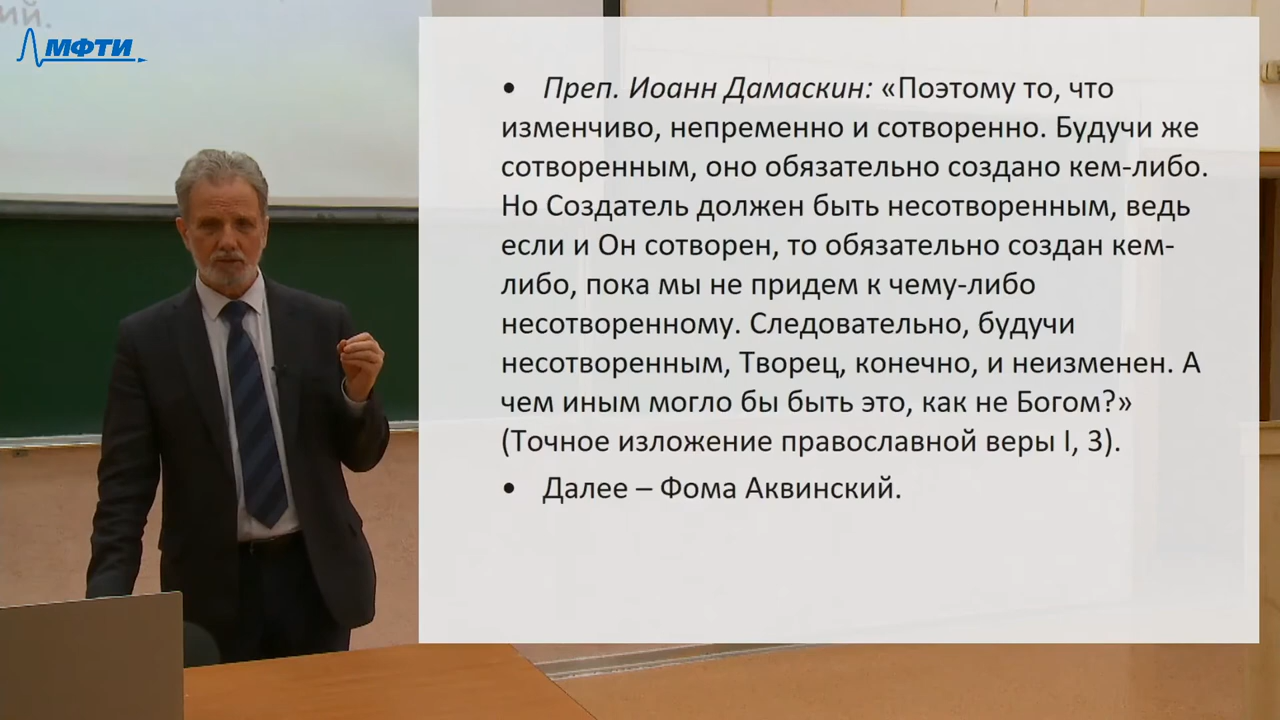 ий.
МФТИ
• Преп. Иоанн Дамаскин: «Поэтому то, что
изменчиво, непременно и сотворенно. Будучи же
сотворенным, оно обязательно создано кем-либо.
Но Создатель должен быть несотворенным, ведь
если и Он сотворен, то обязательно создан кем-
либо, пока мы не придем к чему-либо
несотворенному. Следовательно, будучи
несотворенным, Творец, конечно, и неизменен. А
чем иным могло бы быть это, как не Богом?»
(Точное изложение православной веры I, 3).
• Далее – Фома Аквинский.